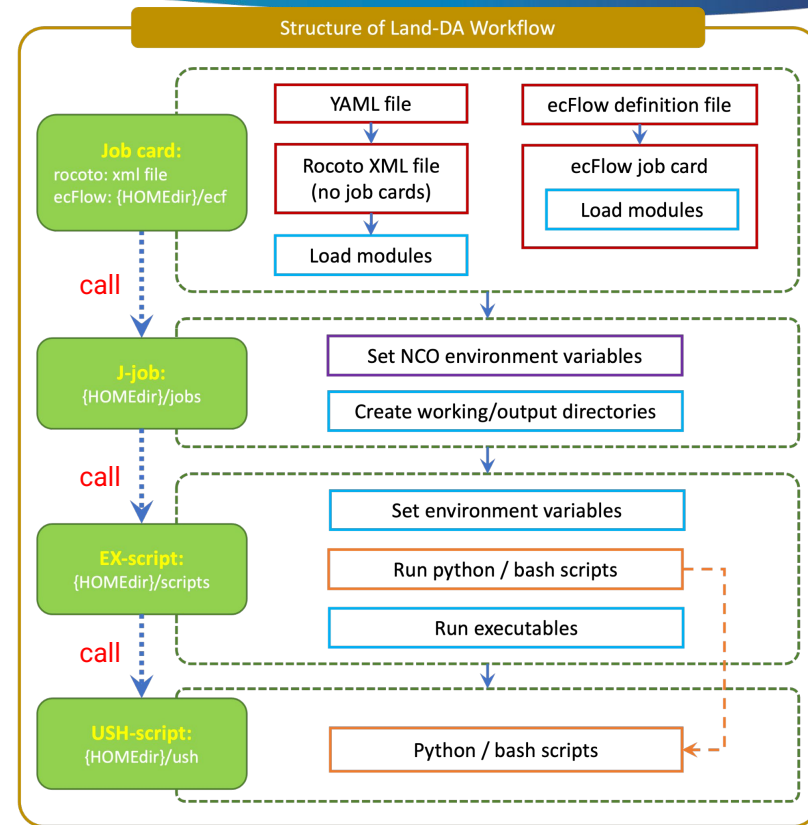 Structure of Land-DA Workflow
Job card:
rocoto: xml file
ecFlow: {HOMEdir}/ecf
YAML file
Rocoto XML file
(no job cards)
Load modules
ecFlow definition file
ecFlow job card
Load modules
call
J-job:
{HOMEdir}/jobs
Set NCO environment variables
Create working/output directories
call
EX-script:
{HOMEdir}/scripts
Set environment variables
Run python / bash scripts
Run executables
call
USH-script:
{HOMEdir}/ush
Python / bash scripts